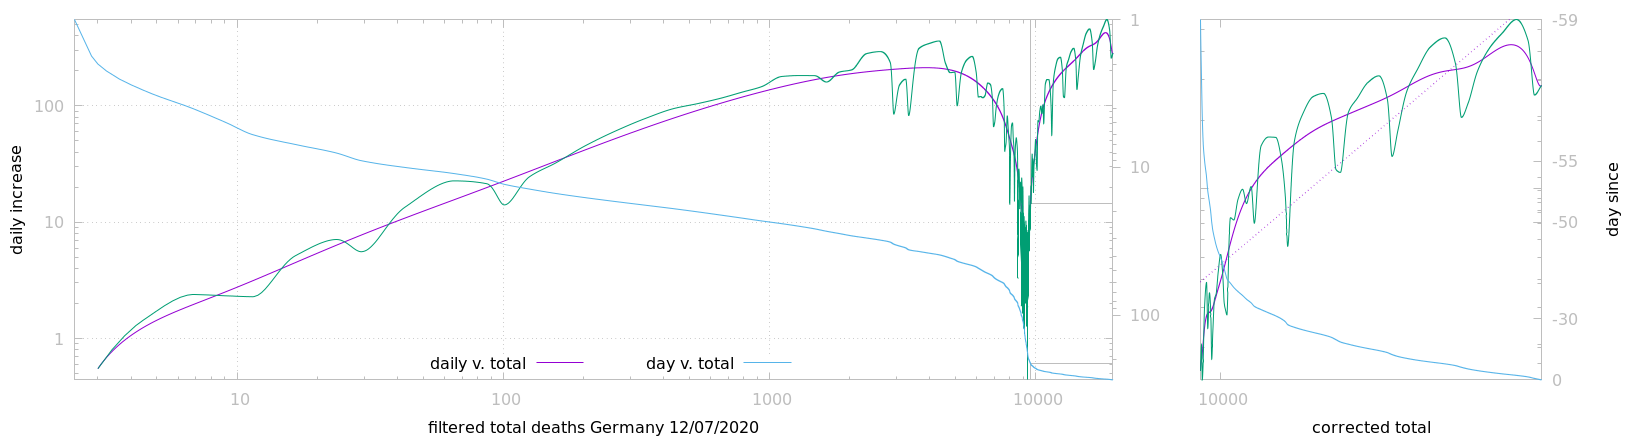 1
-59
100
10
-55
10
-50
1
100
-30
0
daily increase
day since
daily v. total
day v. total
10
100
1000
10000
10000
filtered total deaths Germany 12/07/2020
corrected total